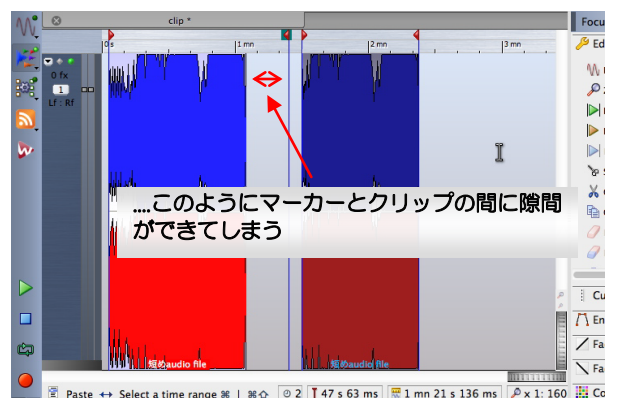 clip *
Focu
0 s
1 mn
2 mn
3 mn
Ed
0 fx
1
Lf : Rf
....このようにマーカーとクリップの間に隙間
ができてしまう
Cu
En
Fa
Fa
短めaudio file
短めaudio file
Paste ↔ Select a time range ⌘ | ⌘⇧
2
47 s 63 ms
1 mn 21 s 136 ms
x 1: 160
Co